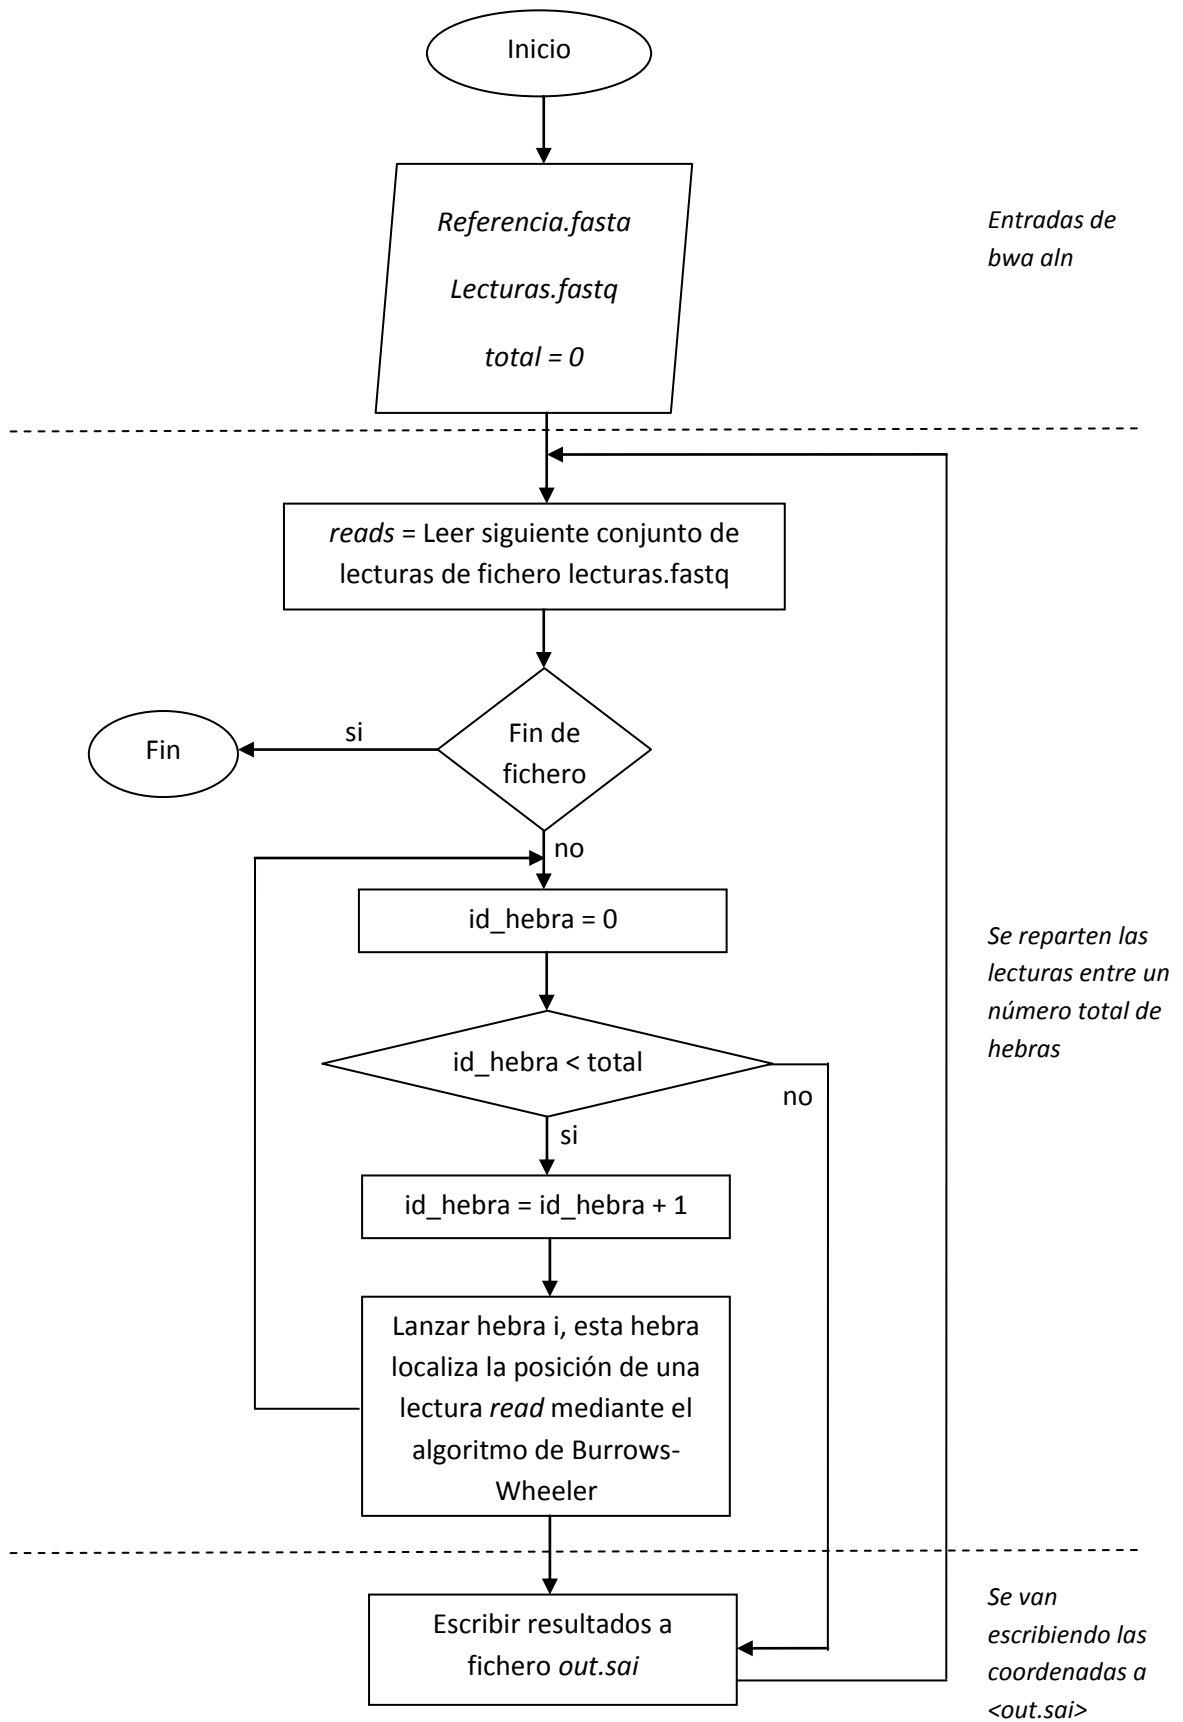 Inicio
Referencia.fasta
Lecturas.fastq
total = 0
Entradas de
bwa aln
reads = Leer siguiente conjunto de
lecturas de fichero lecturas.fastq
Fin de
fichero
si
Fin
no
id_hebra = 0
id_hebra < total
no
si
id_hebra = id_hebra + 1
Lanzar hebra i, esta hebra
localiza la posición de una
lectura read mediante el
algoritmo de Burrows-
Wheeler
Se reparten las
lecturas entre un
número total de
hebras
Escribir resultados a
fichero out.sai
Se van
escribiendo las
coordenadas a
<out.sai>